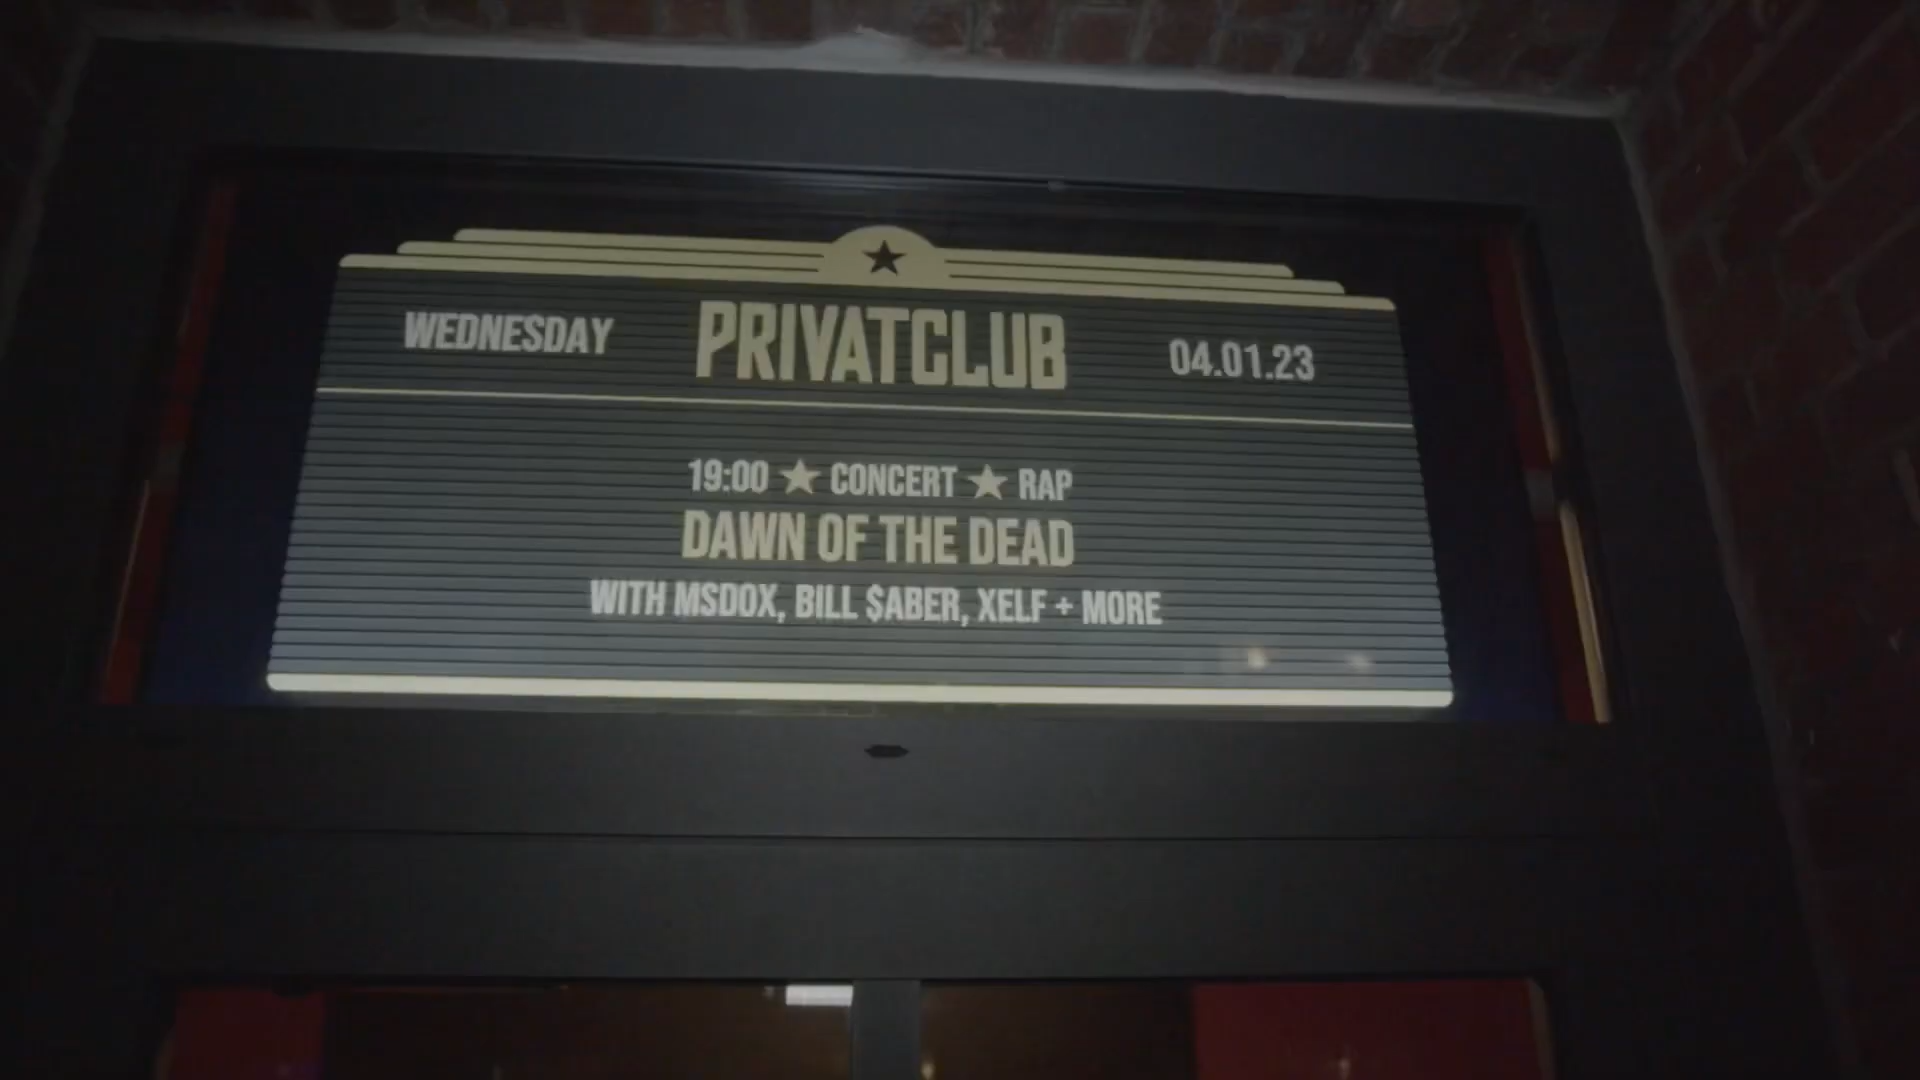 WEDNESDAY PRIVATCLUB 04.01.23
19:00 ★ CONCERT ★ RAP
DAWN OF THE DEAD
WITH MSDOX, BILL $ABER, XELF + MORE